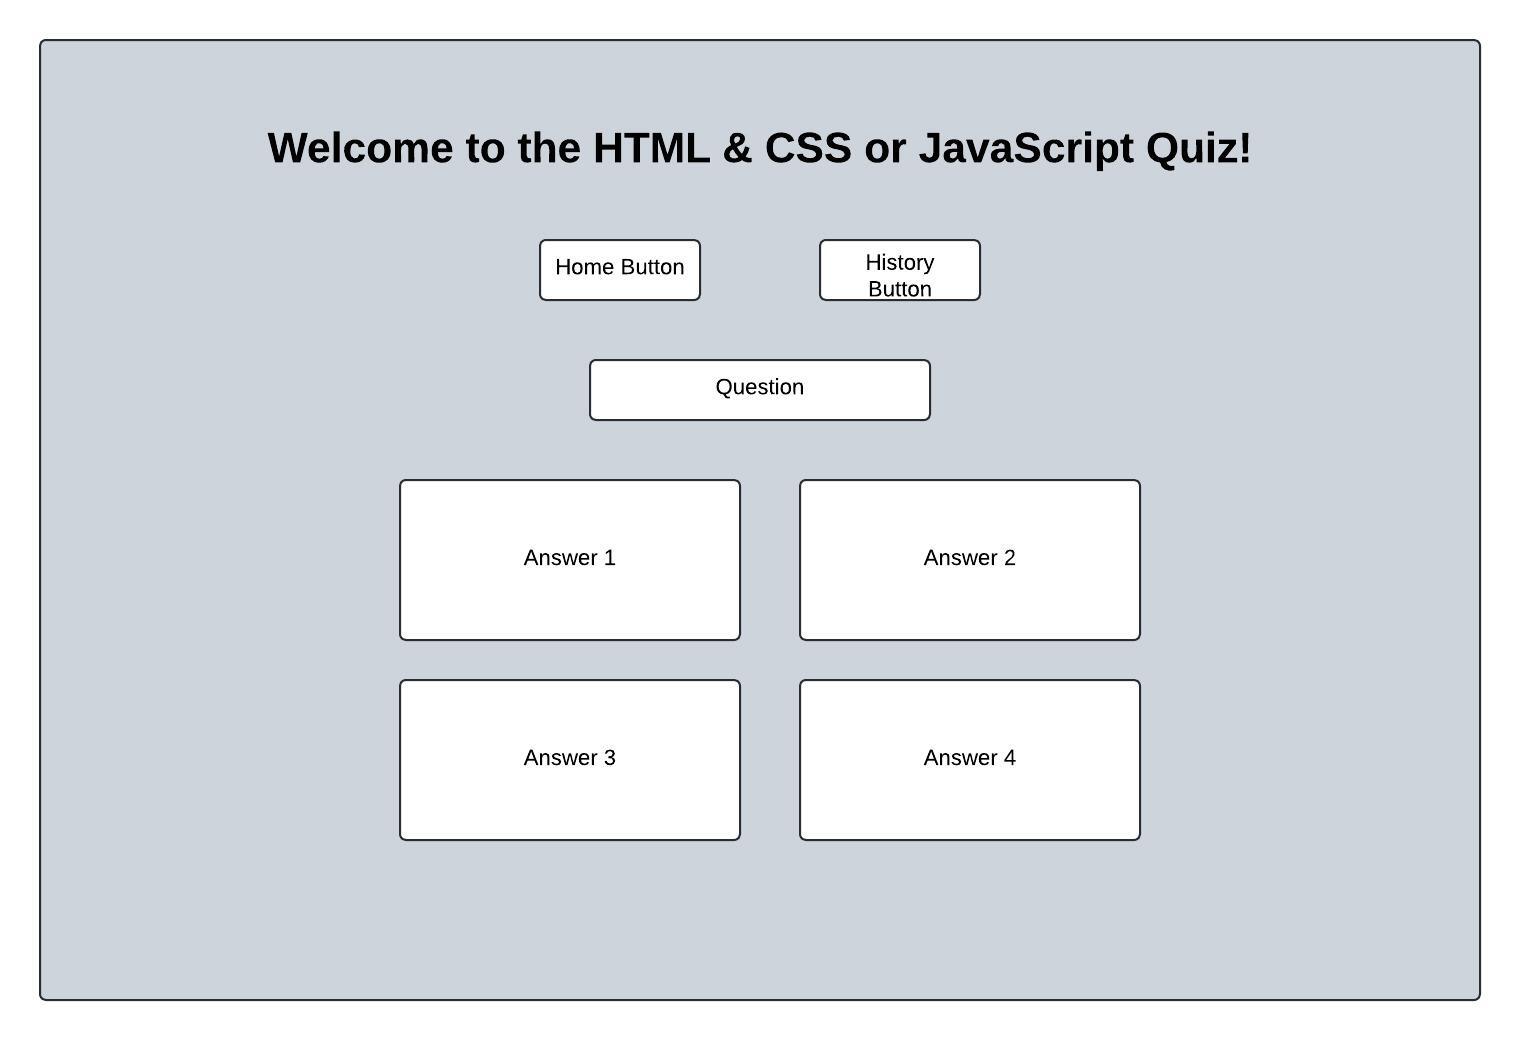 Welcome to the HTML & CSS or JavaScript Quiz!
Home Button
History
Button
Question
Answer 1
Answer 2
Answer 3
Answer 4